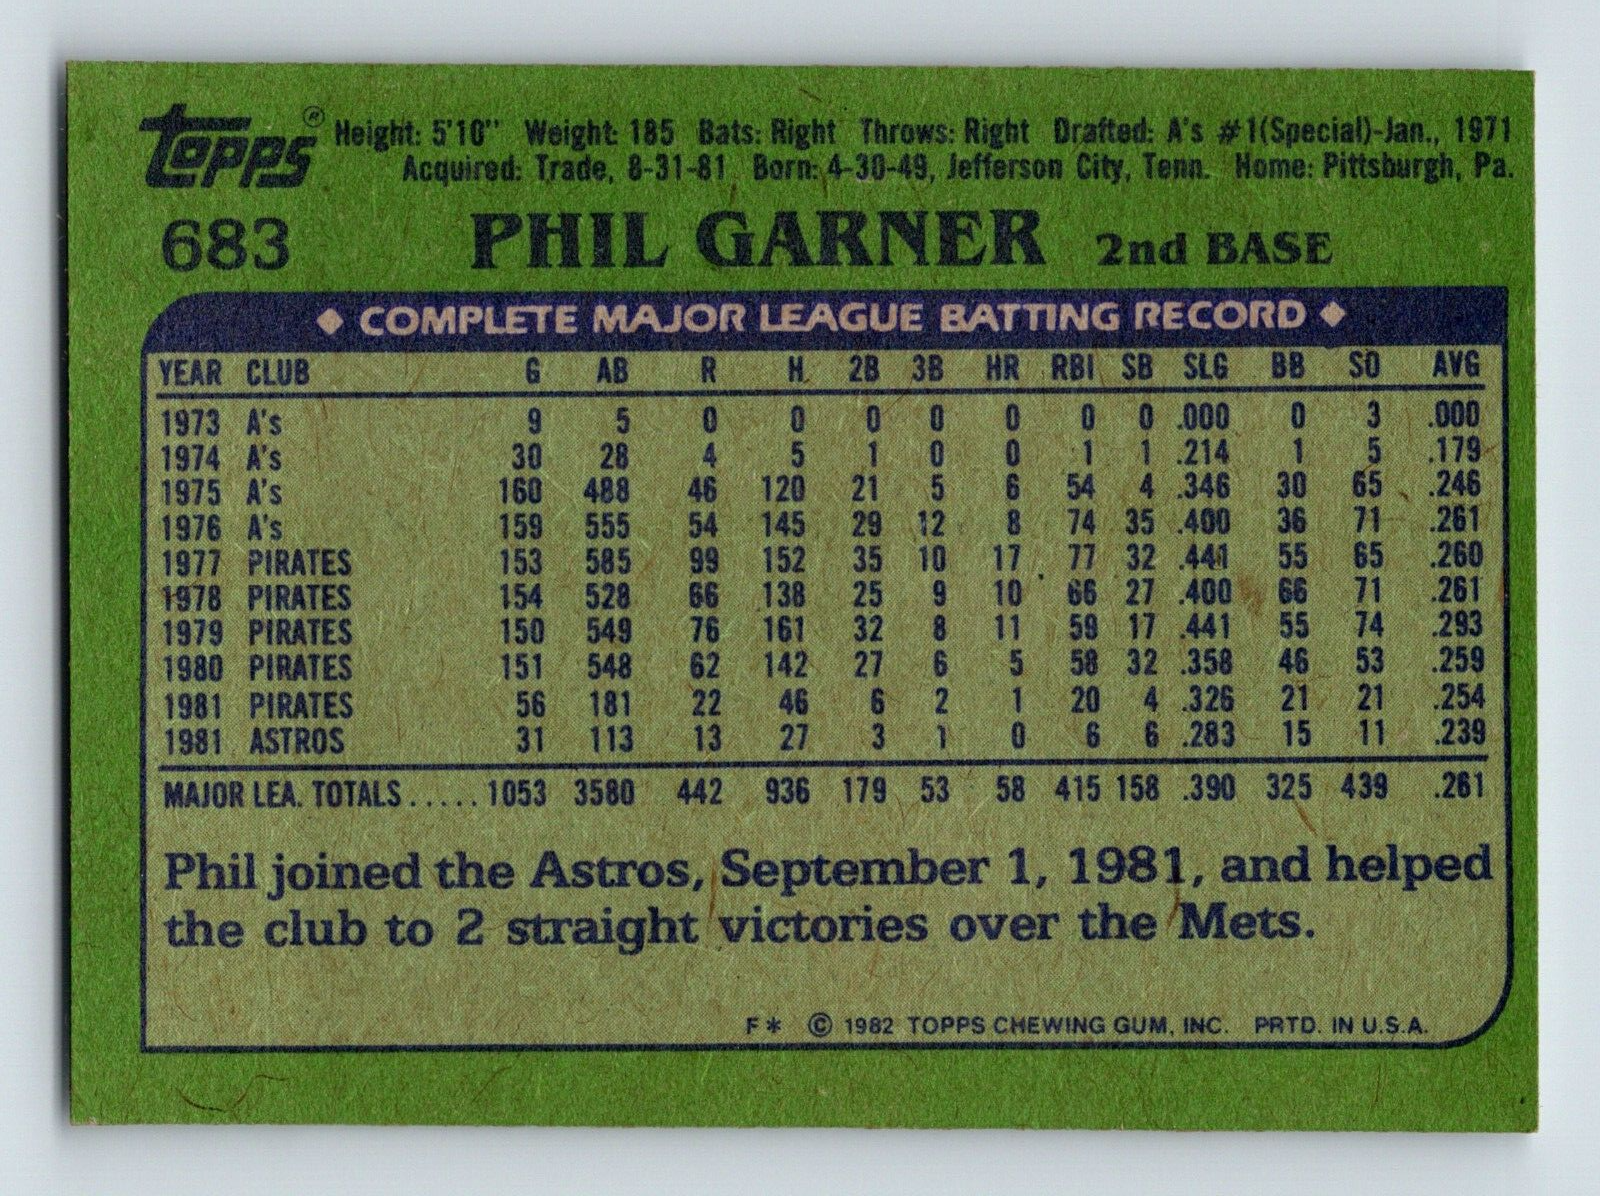 Topps® Height: 5'10" Weight: 185 Bats: Right Throws: Right Drafted: A's #1(Special)-Jan., 1971
Acquired: Trade, 8-31-81 Born: 4-30-49, Jefferson City, Tenn. Home: Pittsburgh, Pa.
683 PHIL GARNER 2nd BASE
◆ COMPLETE MAJOR LEAGUE BATTING RECORD ◆
YEAR CLUB G AB R H 2B 3B HR RBI SB SLG BB SO AVG
1973 A's 9 5 0 0 0 0 0 0 0 .000 0 3 .000
1974 A's 30 28 4 5 1 0 0 1 1 .214 1 5 .179
1975 A's 160 488 46 120 21 5 6 54 4 .346 30 65 .246
1976 A's 159 555 54 145 29 12 8 74 35 .400 36 71 .261
1977 PIRATES 153 585 99 152 35 10 17 77 32 .441 55 65 .260
1978 PIRATES 154 528 66 138 25 9 10 66 27 .400 66 71 .261
1979 PIRATES 150 549 76 161 32 8 11 59 17 .441 55 74 .293
1980 PIRATES 151 548 62 142 27 6 5 58 32 .358 46 53 .259
1981 PIRATES 56 181 22 46 6 2 1 20 4 .326 21 21 .254
1981 ASTROS 31 113 13 27 3 1 0 6 6 .283 15 11 .239
MAJOR LEA. TOTALS..... 1053 3580 442 936 179 53 58 415 158 .390 325 439 .261
Phil joined the Astros, September 1, 1981, and helped
the club to 2 straight victories over the Mets.
F* © 1982 TOPPS CHEWING GUM, INC. PRTD. IN U.S.A.